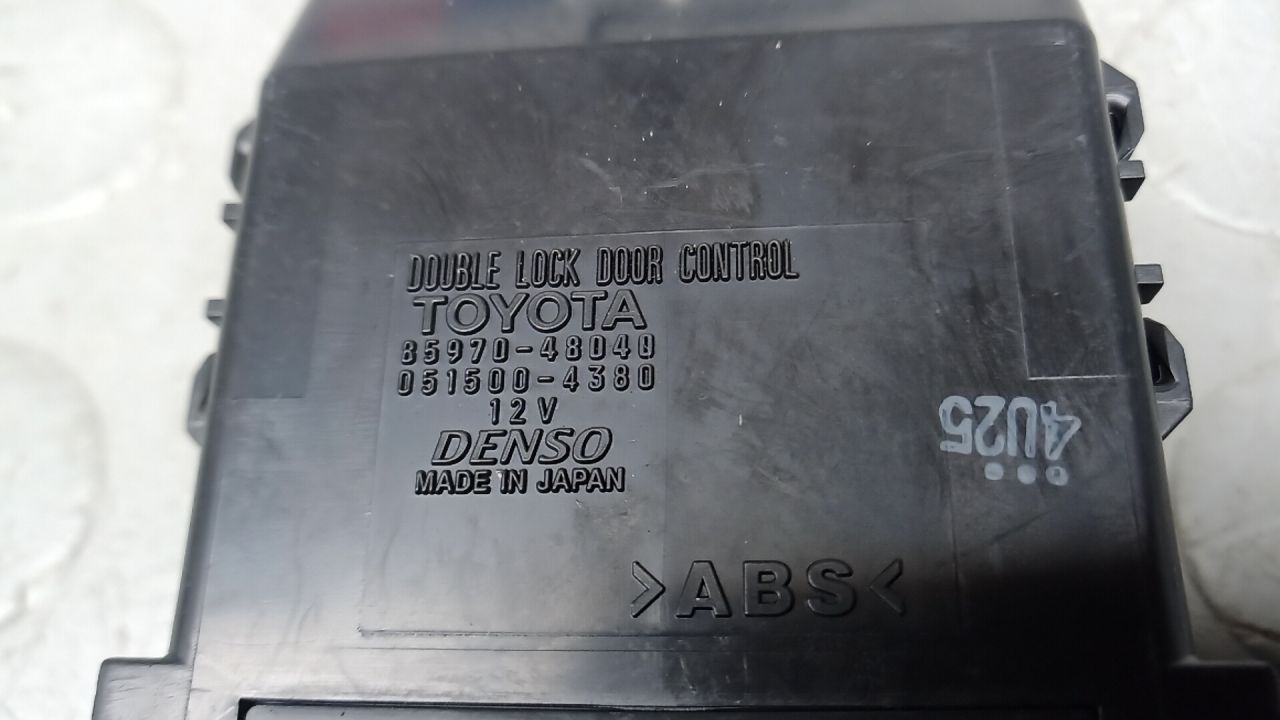 DOUBLE LOCK DOOR CONTROL
TOYOTA
85970-48040
051500-4380
12V
DENSO
MADE IN JAPAN
4U25
>ABS<